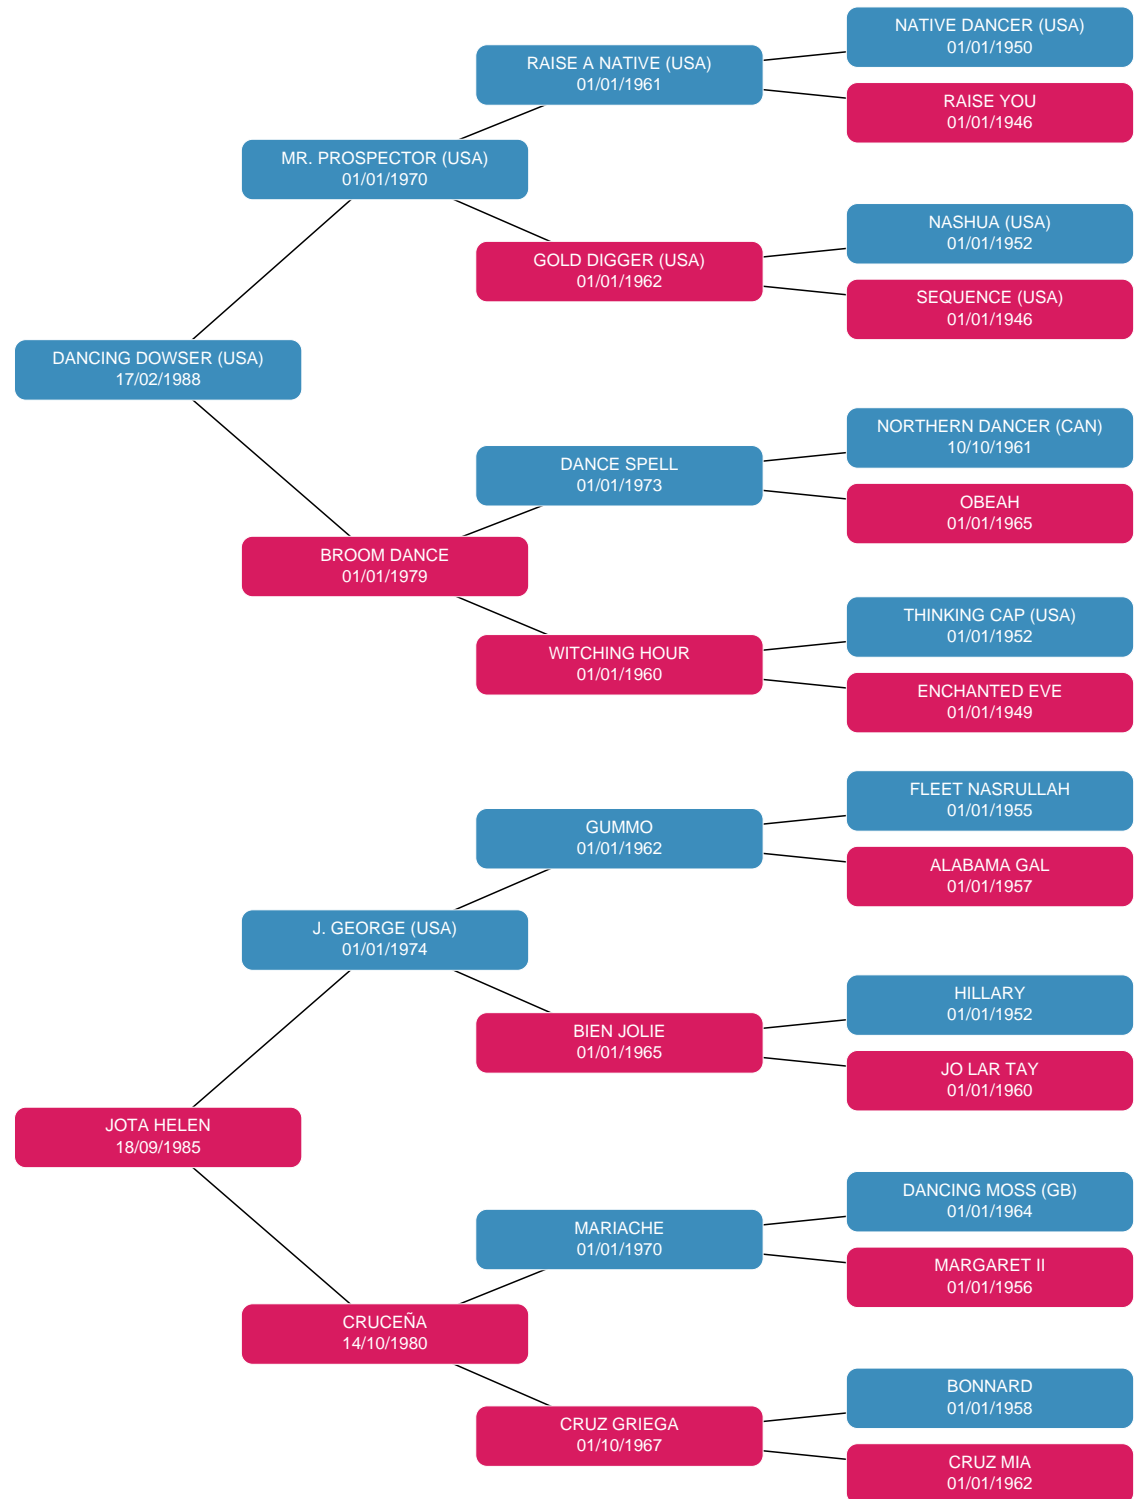 NATIVE DANCER (USA)
01/01/1950
RAISE A NATIVE (USA)
01/01/1961
RAISE YOU
01/01/1946
MR. PROSPECTOR (USA)
01/01/1970
NASHUA (USA)
01/01/1952
GOLD DIGGER (USA)
01/01/1962
SEQUENCE (USA)
01/01/1946
DANCING DOWSER (USA)
17/02/1988
NORTHERN DANCER (CAN)
10/10/1961
DANCE SPELL
01/01/1973
OBEAH
01/01/1965
BROOM DANCE
01/01/1979
THINKING CAP (USA)
01/01/1952
WITCHING HOUR
01/01/1960
ENCHANTED EVE
01/01/1949
FLEET NASRULLAH
01/01/1955
GUMMO
01/01/1962
ALABAMA GAL
01/01/1957
J. GEORGE (USA)
01/01/1974
HILLARY
01/01/1952
BIEN JOLIE
01/01/1965
JO LAR TAY
01/01/1960
JOTA HELEN
18/09/1985
DANCING MOSS (GB)
01/01/1964
MARIACHE
01/01/1970
MARGARET II
01/01/1956
CRUCEÑA
14/10/1980
BONNARD
01/01/1958
CRUZ GRIEGA
01/10/1967
CRUZ MIA
01/01/1962